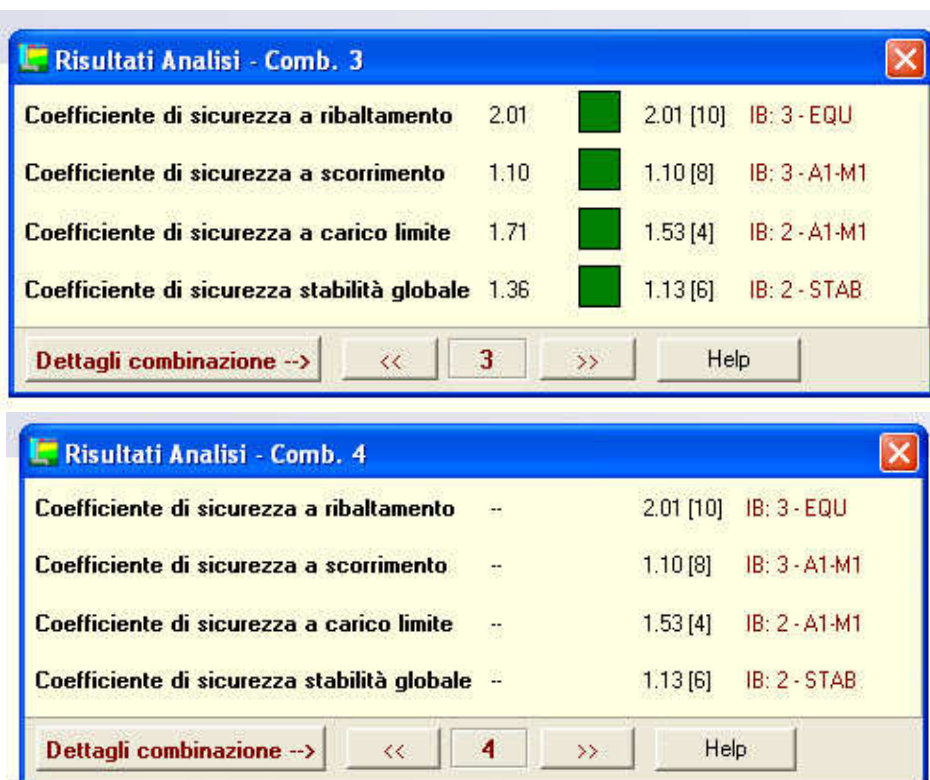 Risultati Analisi - Comb. 3
Coefficiente di sicurezza a ribaltamento 2.01 2.01 [10] IB: 3 - EQU
Coefficiente di sicurezza a scorrimento 1.10 1.10 [8] IB: 3 - A1-M1
Coefficiente di sicurezza a carico limite 1.71 1.53 [4] IB: 2 - A1-M1
Coefficiente di sicurezza stabilità globale 1.36 1.13 [6] IB: 2 - STAB
Dettagli combinazione --> << 3 >> Help
Risultati Analisi - Comb. 4
Coefficiente di sicurezza a ribaltamento -- 2.01 [10] IB: 3 - EQU
Coefficiente di sicurezza a scorrimento -- 1.10 [8] IB: 3 - A1-M1
Coefficiente di sicurezza a carico limite -- 1.53 [4] IB: 2 - A1-M1
Coefficiente di sicurezza stabilità globale -- 1.13 [6] IB: 2 - STAB
Dettagli combinazione --> << 4 >> Help